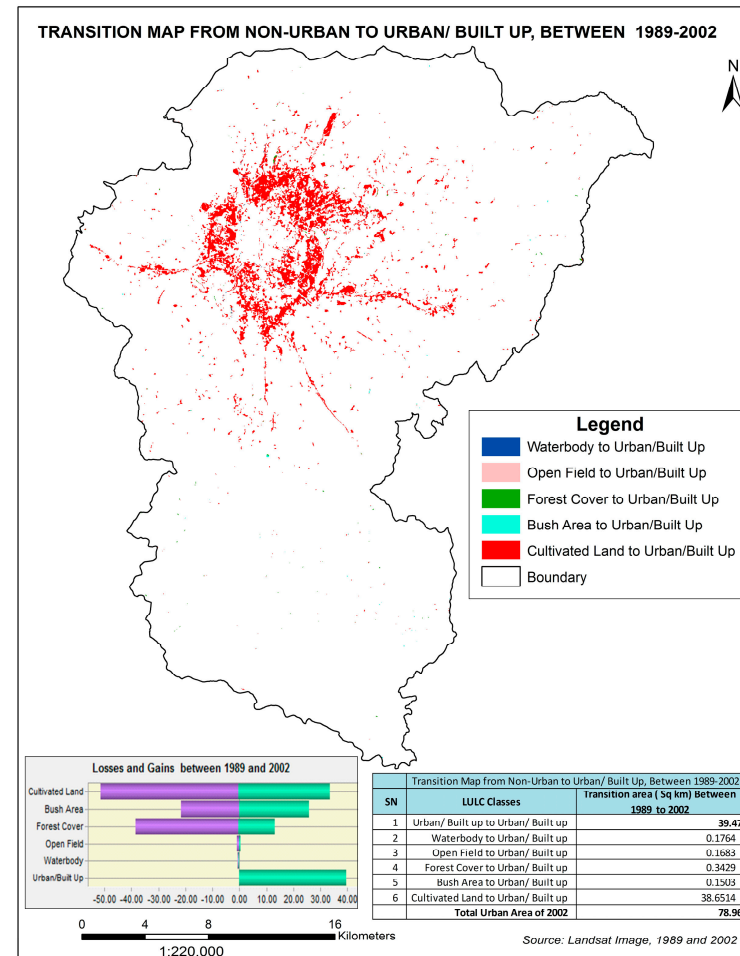 TRANSITION MAP FROM NON-URBAN TO URBAN/ BUILT UP, BETWEEN 1989-2002
N
Legend
Waterbody to Urban/Built Up
Open Field to Urban/Built Up
Forest Cover to Urban/Built Up
Bush Area to Urban/Built Up
Cultivated Land to Urban/Built Up
Boundary
Losses and Gains between 1989 and 2002
Cultivated Land
Bush Area
Forest Cover
Open Field
Waterbody
Urban/Built Up
-50.00 -40.00 -30.00 -20.00 -10.00 0.00 10.00 20.00 30.00 40.00
Transition Map from Non-Urban to Urban/ Built Up, Between 1989-2002
SN LULC Classes Transition area ( Sq km) Between 1989 to 2002
1 Urban/ Built up to Urban/ Built up 39.47
2 Waterbody to Urban/ Built up 0.1764
3 Open Field to Urban/ Built up 0.1683
4 Forest Cover to Urban/ Built up 0.3429
5 Bush Area to Urban/ Built up 0.1503
6 Cultivated Land to Urban/ Built up 38.6514
Total Urban Area of 2002 78.96
0 4 8 16
Kilometers
1:220,000
Source: Landsat Image, 1989 and 2002